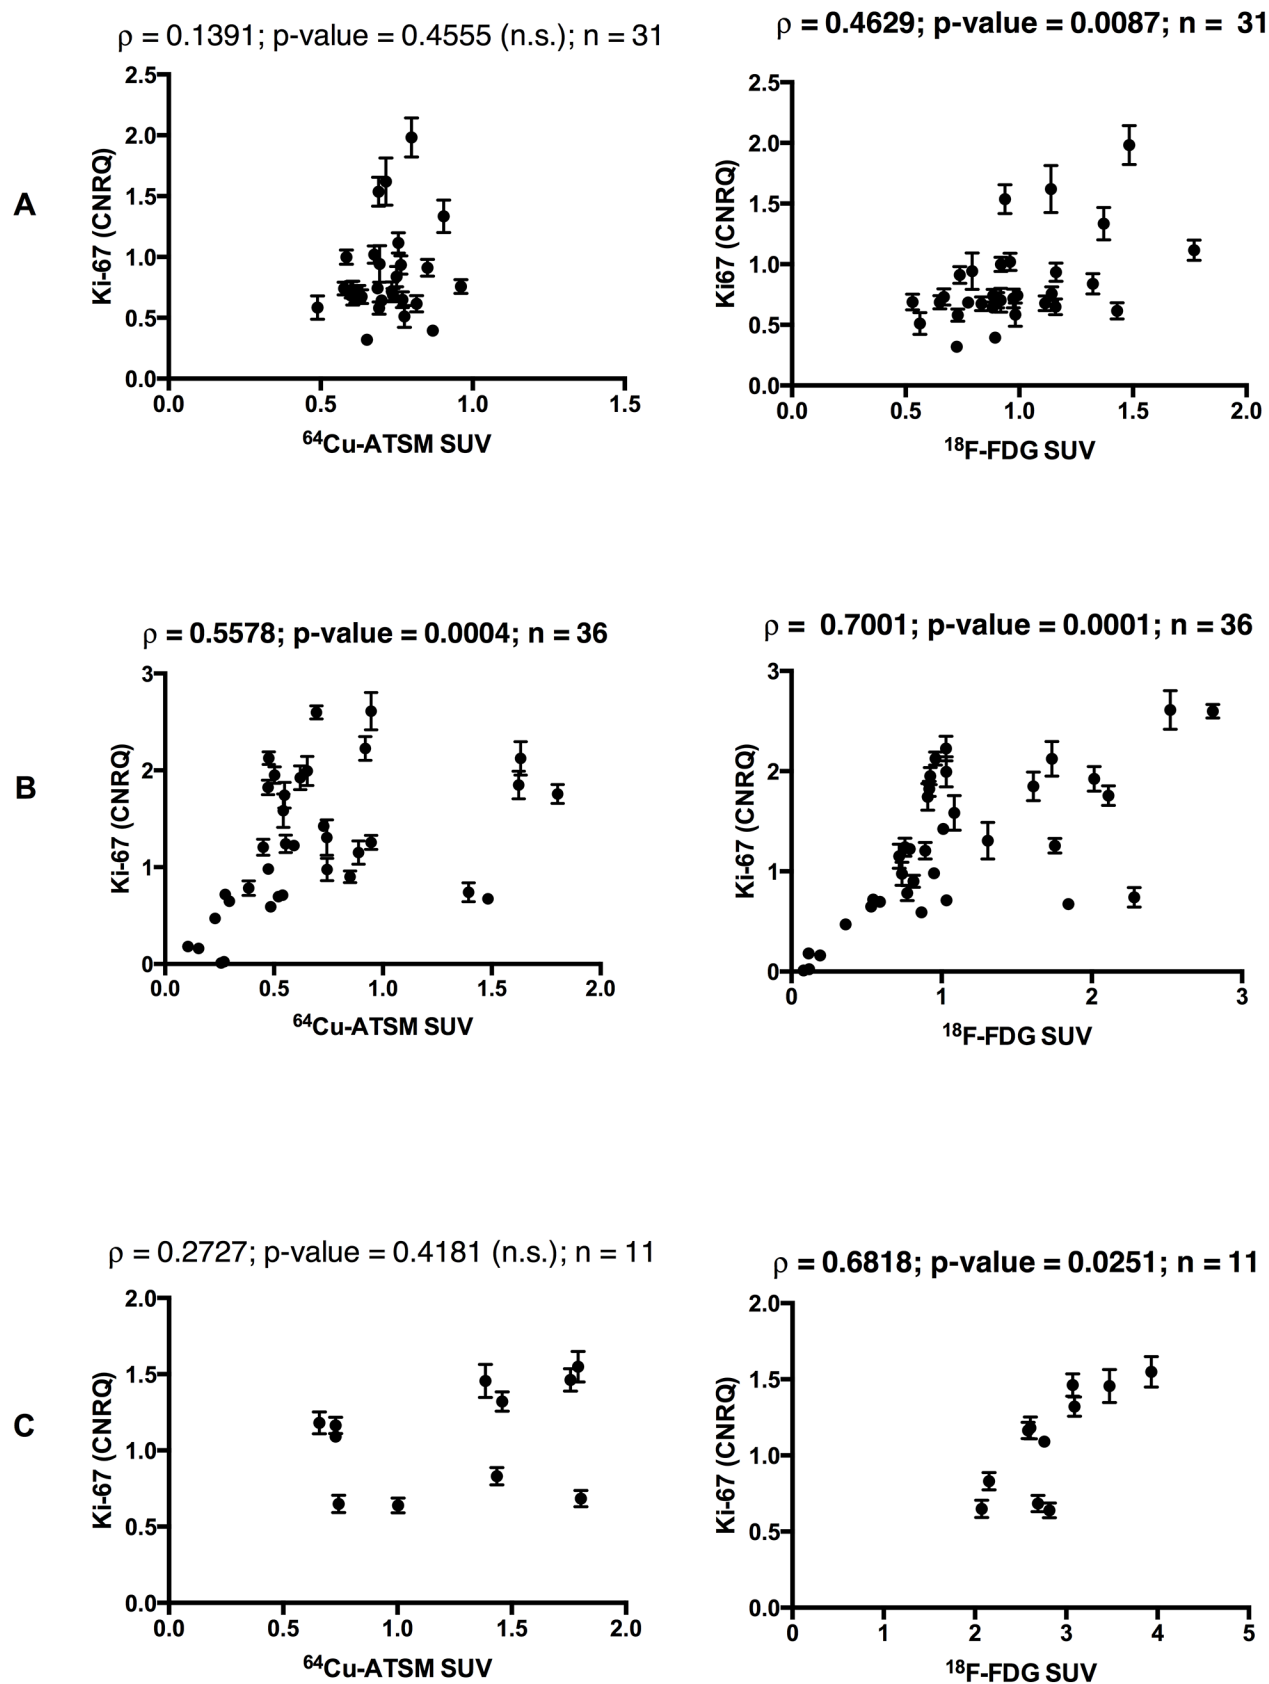 ρ = 0.1391; p-value = 0.4555 (n.s.); n = 31
ρ = 0.4629; p-value = 0.0087; n = 31
A
Ki-67 (CNRQ)
2.5
2.0
1.5
1.0
0.5
0.0
0.0 0.5 1.0 1.5
64Cu-ATSM SUV
Ki67 (CNRQ)
2.5
2.0
1.5
1.0
0.5
0.0
0.0 0.5 1.0 1.5 2.0
18F-FDG SUV
ρ = 0.5578; p-value = 0.0004; n = 36
ρ = 0.7001; p-value = 0.0001; n = 36
B
Ki-67 (CNRQ)
3
2
1
0
0.0 0.5 1.0 1.5 2.0
64Cu-ATSM SUV
Ki-67 (CNRQ)
3
2
1
0
0 1 2 3
18F-FDG SUV
ρ = 0.2727; p-value = 0.4181 (n.s.); n = 11
ρ = 0.6818; p-value = 0.0251; n = 11
C
Ki-67 (CNRQ)
2.0
1.5
1.0
0.5
0.0
0.0 0.5 1.0 1.5 2.0
64Cu-ATSM SUV
Ki-67 (CNRQ)
2.0
1.5
1.0
0.5
0.0
0 1 2 3 4 5
18F-FDG SUV